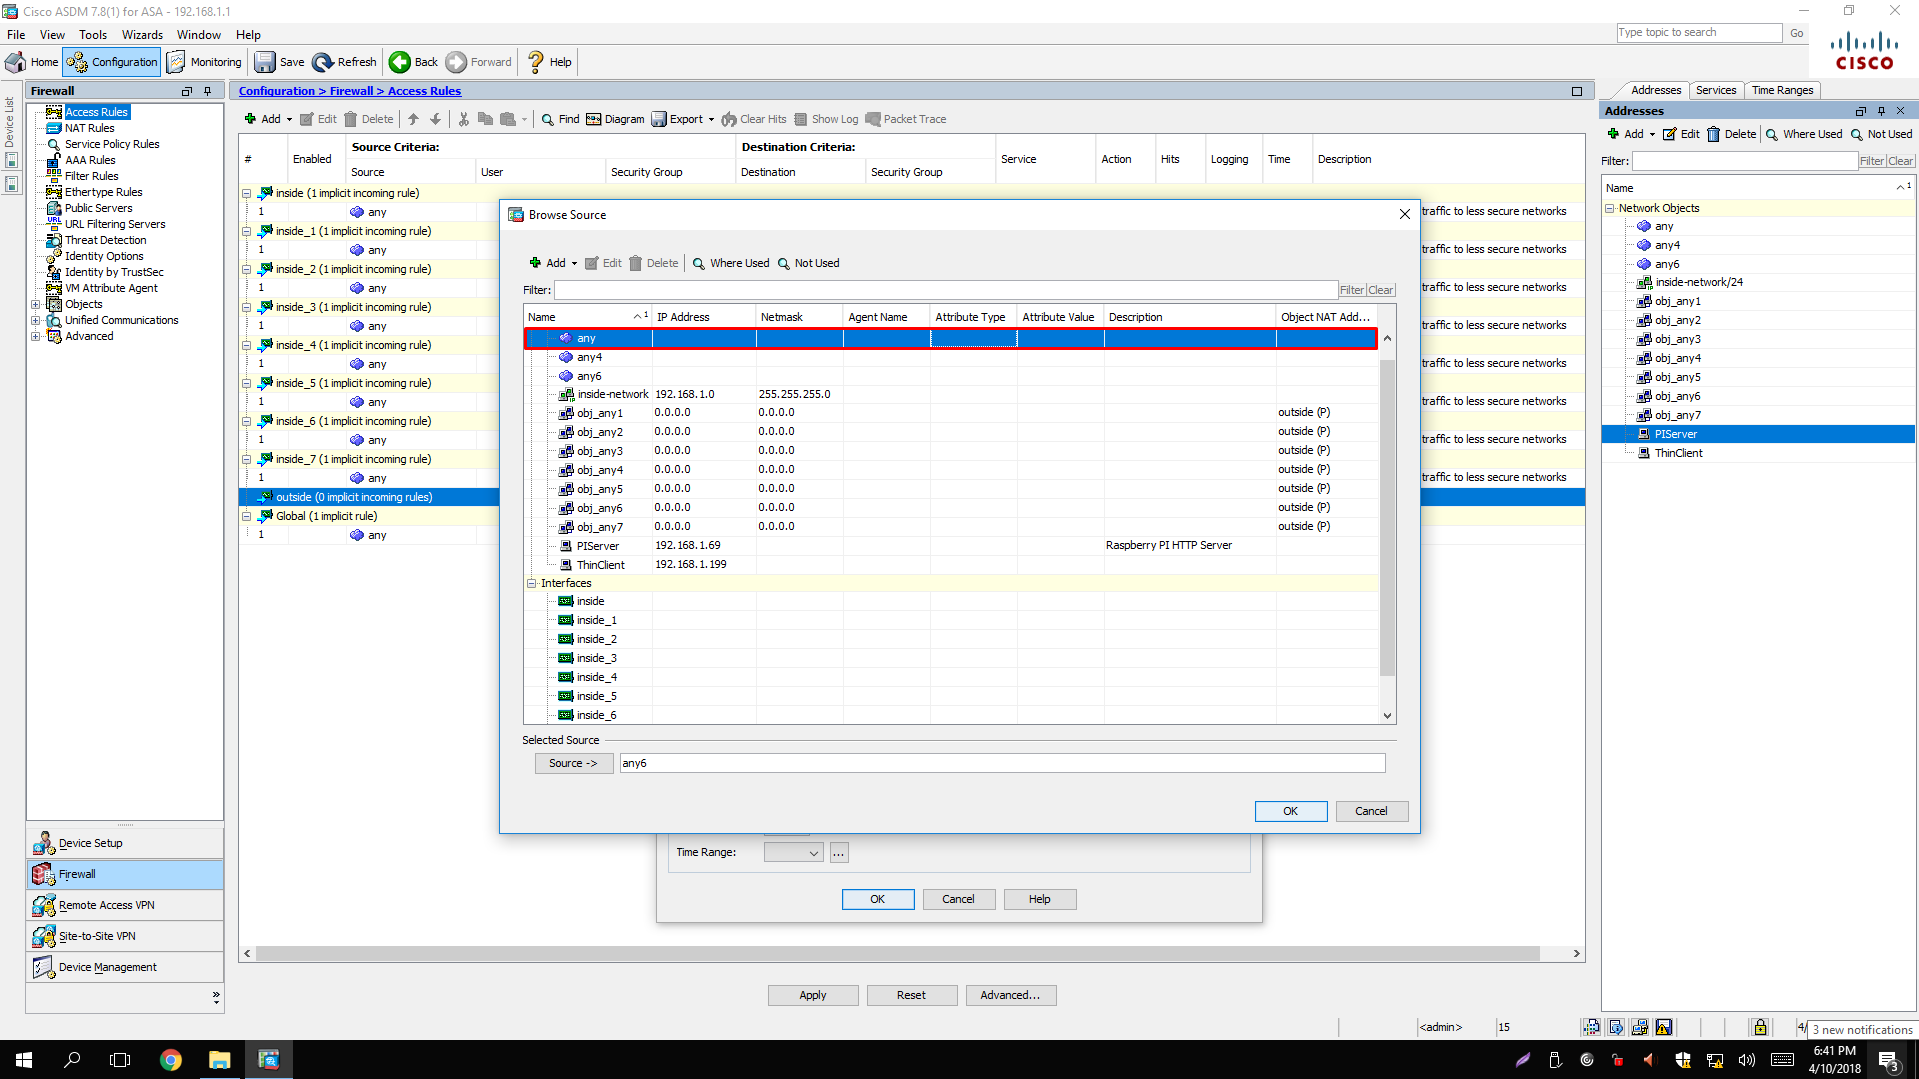 Cisco ASDM 7.8(1) for ASA - 192.168.1.1
File View Tools Wizards Window Help
Type topic to search Go
Home Configuration Monitoring Save Refresh Back Forward Help
CISCO
Device List
Firewall
Access Rules
NAT Rules
Service Policy Rules
AAA Rules
Filter Rules
Ethertype Rules
Public Servers
URL Filtering Servers
Threat Detection
Identity Options
Identity by TrustSec
VM Attribute Agent
Objects
Unified Communications
Advanced
Device Setup
Firewall
Remote Access VPN
Site-to-Site VPN
Device Management
»
Configuration > Firewall > Access Rules
Add Edit Delete Find Diagram Export Clear Hits Show Log Packet Trace
Source Criteria: Destination Criteria:
# Enabled Service Action Hits Logging Time Description
Source User Security Group Destination Security Group
inside (1 implicit incoming rule)
1 any traffic to less secure networks
inside_1 (1 implicit incoming rule)
1 any traffic to less secure networks
inside_2 (1 implicit incoming rule)
1 any traffic to less secure networks
inside_3 (1 implicit incoming rule)
1 any traffic to less secure networks
inside_4 (1 implicit incoming rule)
1 any traffic to less secure networks
inside_5 (1 implicit incoming rule)
1 any traffic to less secure networks
inside_6 (1 implicit incoming rule)
1 any traffic to less secure networks
inside_7 (1 implicit incoming rule)
1 any traffic to less secure networks
outside (0 implicit incoming rules)
Global (1 implicit rule)
1 any
Browse Source
Add Edit Delete Where Used Not Used
Filter: Filter Clear
Name 1 IP Address Netmask Agent Name Attribute Type Attribute Value Description Object NAT Add...
any
any4
any6
inside-network 192.168.1.0 255.255.255.0
obj_any1 0.0.0.0 0.0.0.0 outside (P)
obj_any2 0.0.0.0 0.0.0.0 outside (P)
obj_any3 0.0.0.0 0.0.0.0 outside (P)
obj_any4 0.0.0.0 0.0.0.0 outside (P)
obj_any5 0.0.0.0 0.0.0.0 outside (P)
obj_any6 0.0.0.0 0.0.0.0 outside (P)
obj_any7 0.0.0.0 0.0.0.0 outside (P)
PIServer 192.168.1.69 Raspberry PI HTTP Server
ThinClient 192.168.1.199
Interfaces
inside
inside_1
inside_2
inside_3
inside_4
inside_5
inside_6
Selected Source
Source -> any6
OK Cancel
Time Range: ...
OK Cancel Help
Apply Reset Advanced...
Addresses Services Time Ranges
Addresses
Add Edit Delete Where Used Not Used
Filter: Filter Clear
Name 1
Network Objects
any
any4
any6
inside-network/24
obj_any1
obj_any2
obj_any3
obj_any4
obj_any5
obj_any6
obj_any7
PIServer
ThinClient
<admin> 15 4/
3 new notifications
6:41 PM
4/10/2018
3